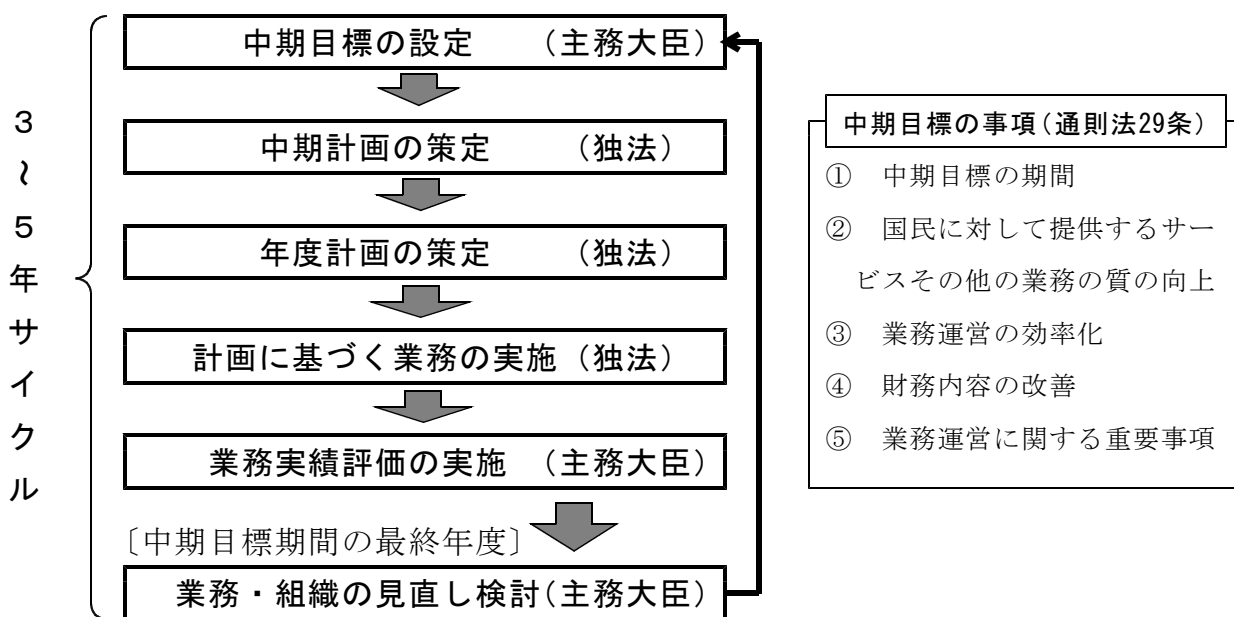 3～5年サイクル
中期目標の設定　（主務大臣）
中期計画の策定　（独法）
年度計画の策定　（独法）
計画に基づく業務の実施（独法）
業務実績評価の実施　（主務大臣）
〔中期目標期間の最終年度〕
業務・組織の見直し検討（主務大臣）
中期目標の事項（通則法29条）
①　中期目標の期間
②　国民に対して提供するサー
ビスその他の業務の質の向上
③　業務運営の効率化
④　財務内容の改善
⑤　業務運営に関する重要事項